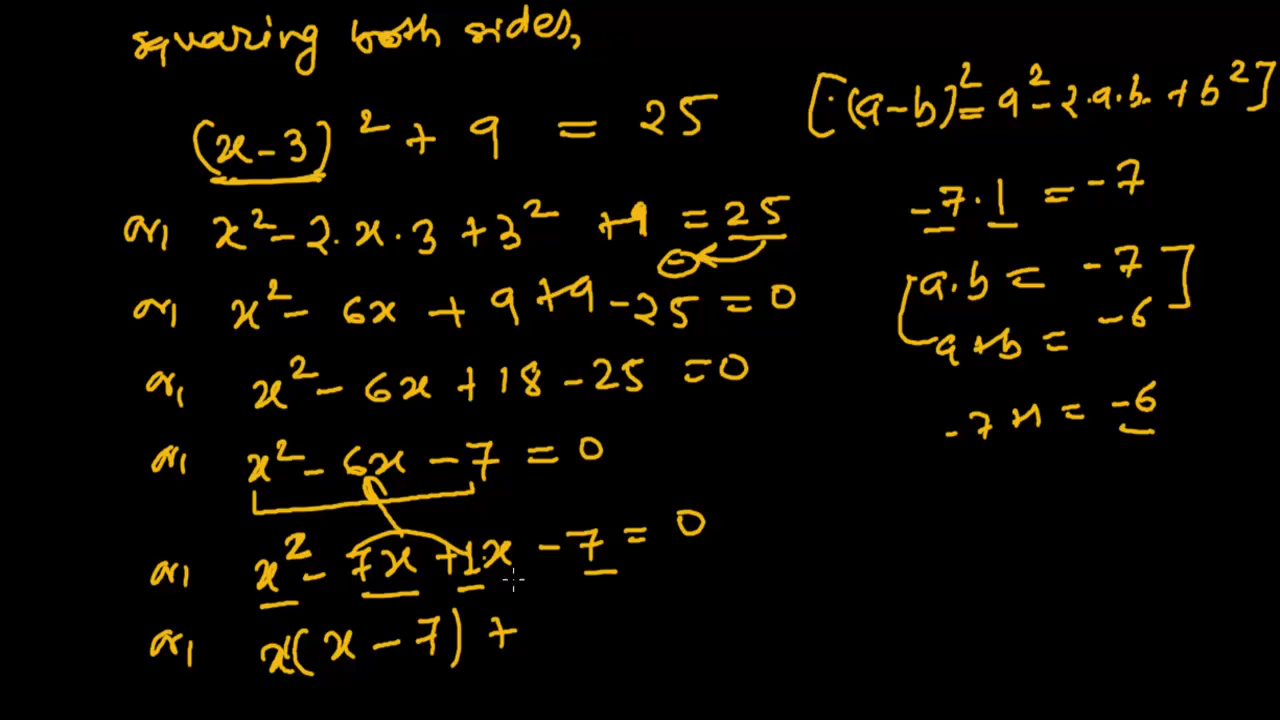 squaring both sides,
(x-3)² + 9 = 25
[∵(a-b)² = a² - 2.a.b. + b²]
or, x² - 2.x.3 + 3² + 9 = 25
-7.1 = -7
or, x² - 6x + 9 + 9 - 25 = 0
a.b = -7
a+b = -6
or, x² - 6x + 18 - 25 = 0
-7+1 = -6
or, x² - 6x - 7 = 0
or, x² - 7x + 1.x - 7 = 0
or, x(x - 7) +